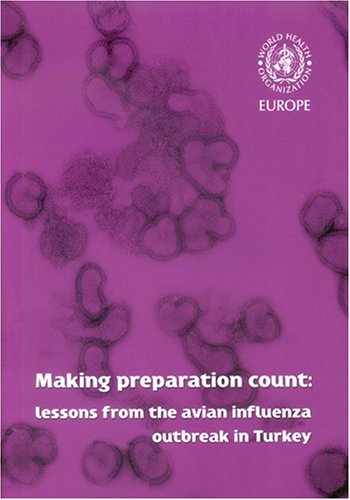 WORLD HEALTH
ORGANIZATION
EUROPE
Making preparation count:
lessons from the avian influenza
outbreak in Turkey